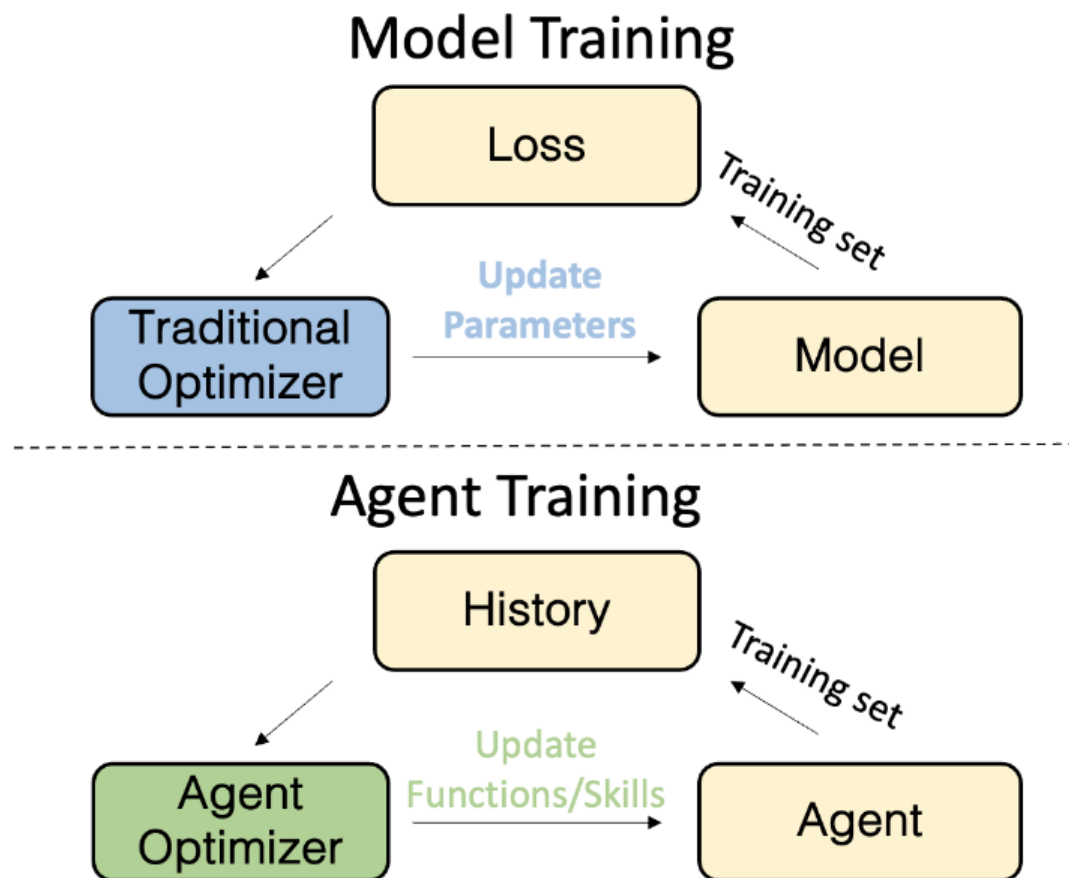 Model Training
Loss
Training set
Update
Parameters
Traditional
Optimizer
Model
Agent Training
History
Training set
Update
Functions/Skills
Agent
Optimizer
Agent